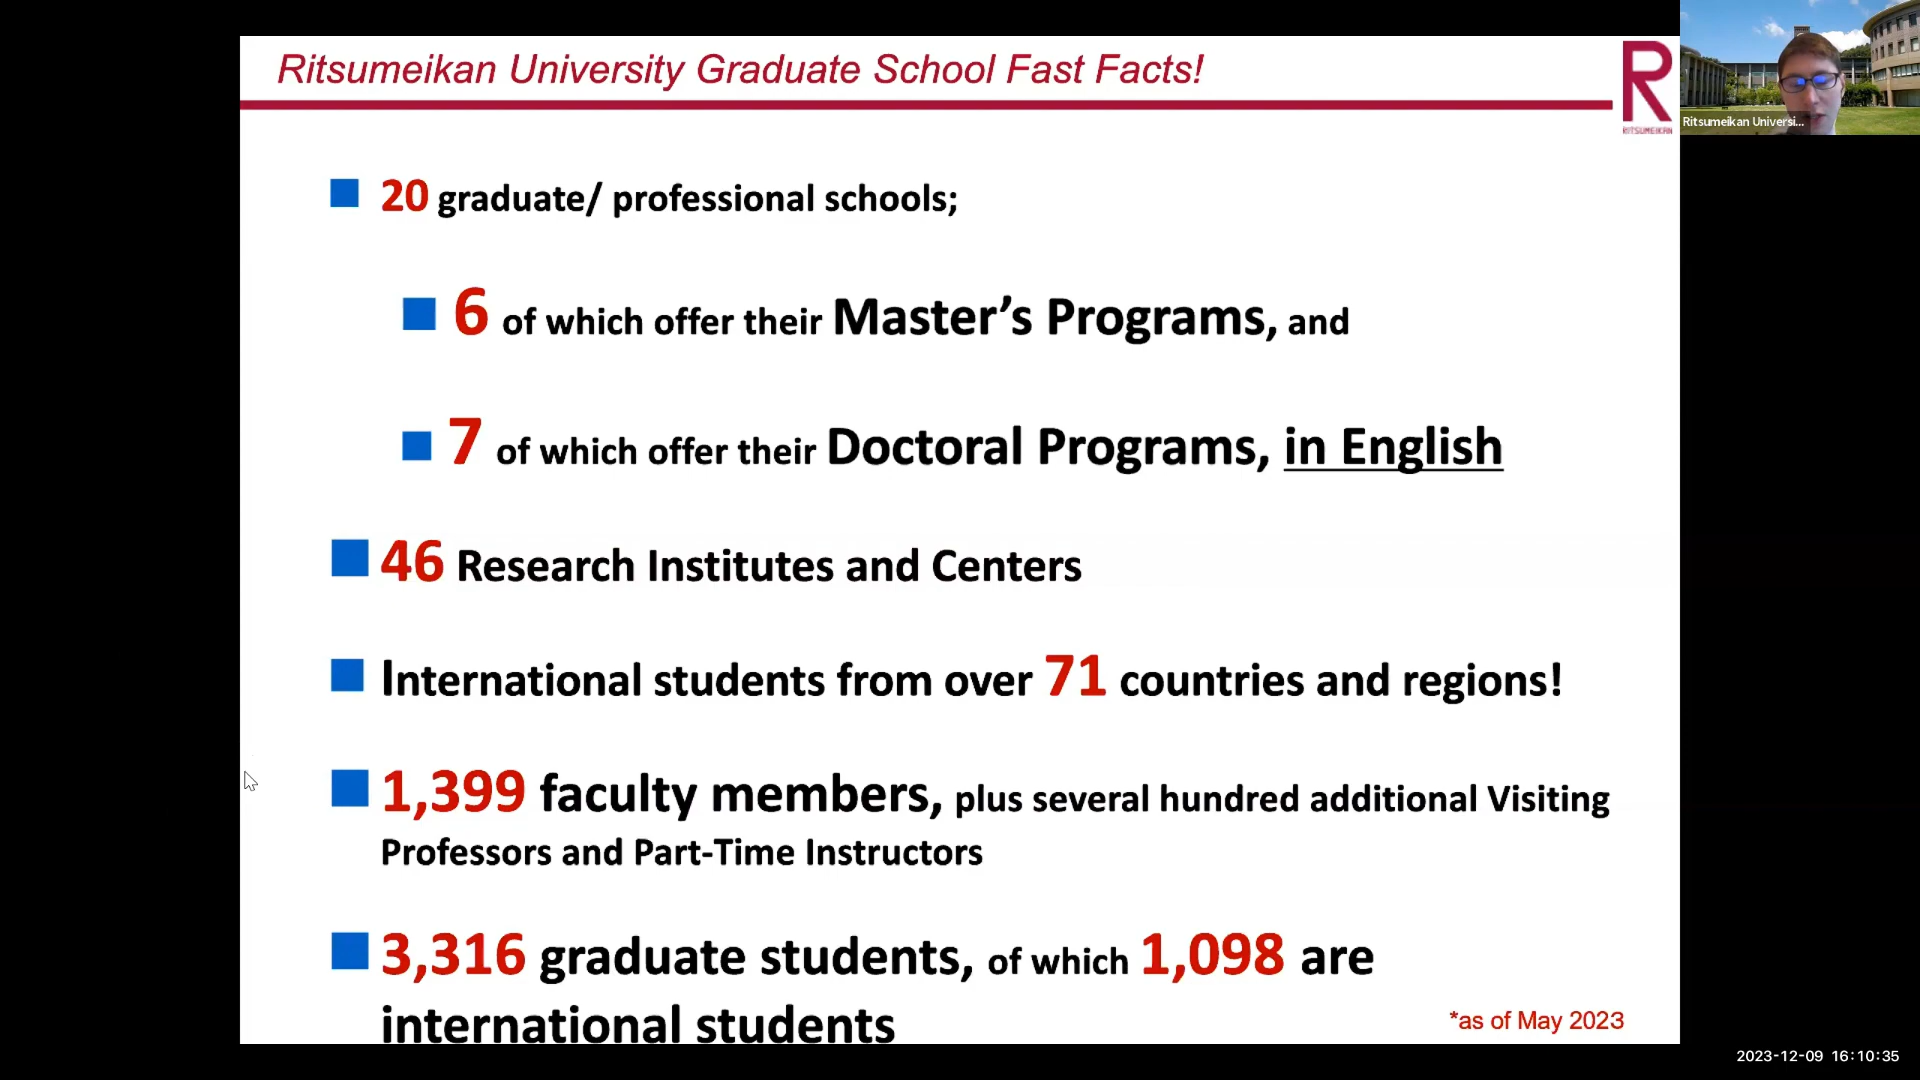 Ritsumeikan University Graduate School Fast Facts!
R
RITSUMEIKAN
Ritsumeikan Universi...
20 graduate/ professional schools;
6 of which offer their Master’s Programs, and
7 of which offer their Doctoral Programs, in English
46 Research Institutes and Centers
International students from over 71 countries and regions!
1,399 faculty members, plus several hundred additional Visiting
Professors and Part-Time Instructors
3,316 graduate students, of which 1,098 are
international students
*as of May 2023
2023-12-09 16:10:35